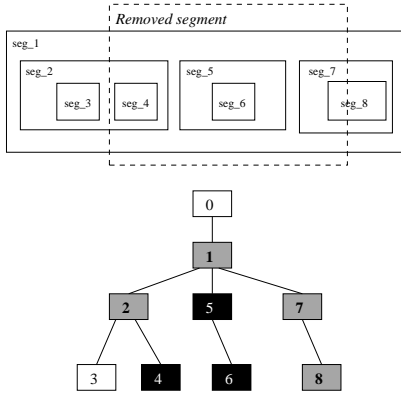 Removed segment
seg_1
seg_2
seg_5
seg_7
seg_3
seg_4
seg_6
seg_8
0
1
2
5
7
3
4
6
8